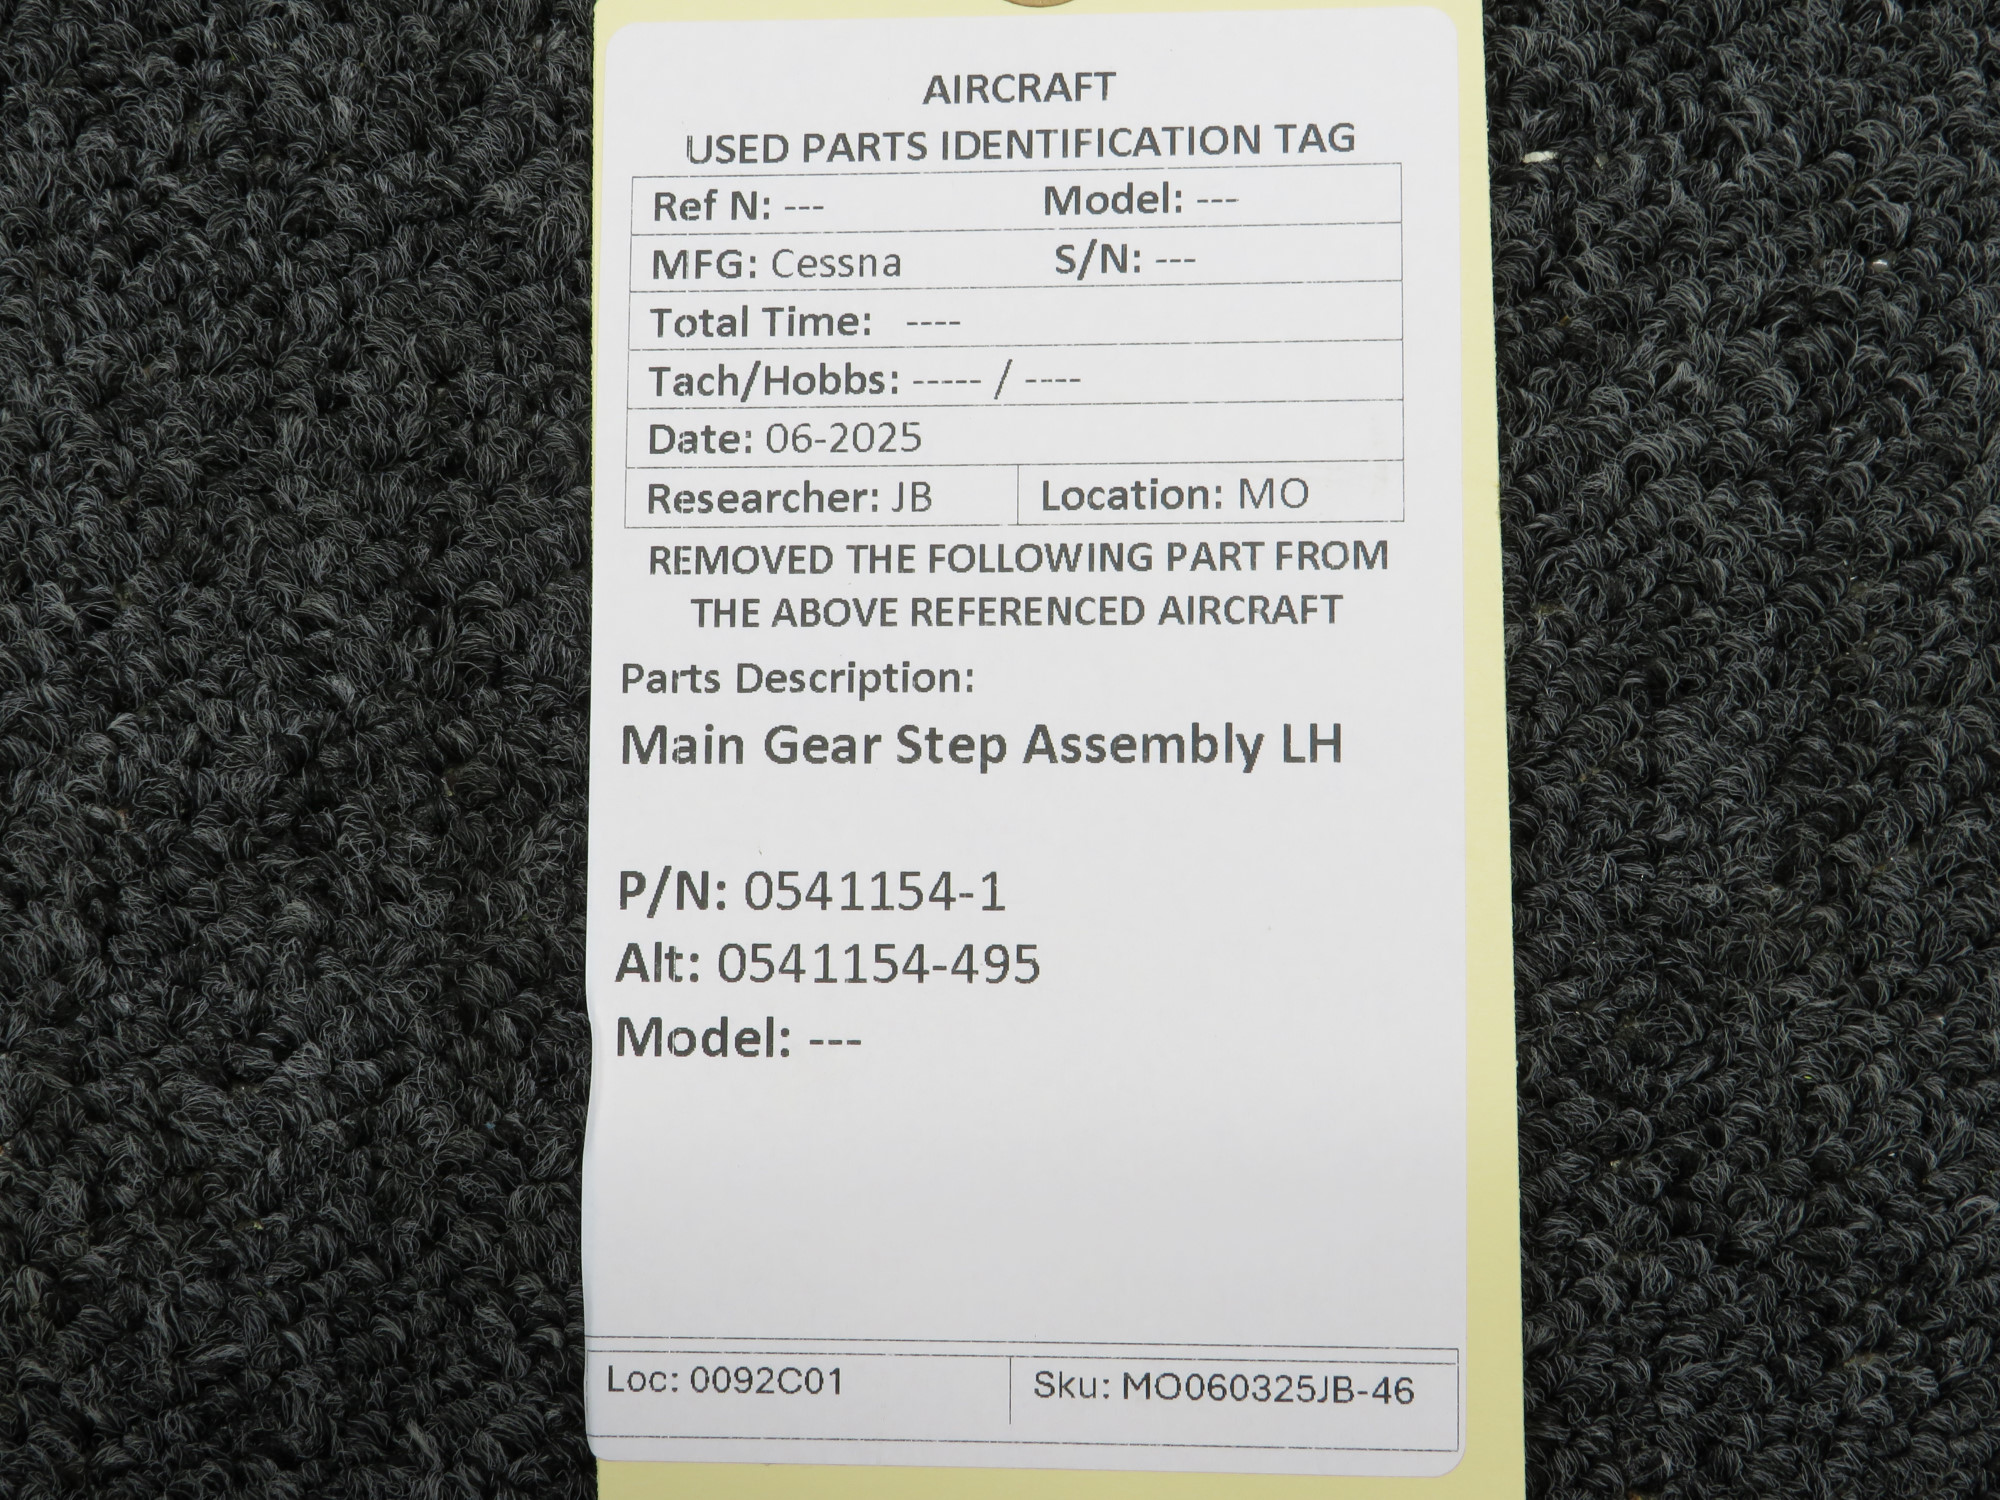 AIRCRAFT
USED PARTS IDENTIFICATION TAG
Ref N: --- Model: ---
MFG: Cessna S/N: ---
Total Time: ----
Tach/Hobbs: ----- / ----
Date: 06-2025
Researcher: JB Location: MO
REMOVED THE FOLLOWING PART FROM
THE ABOVE REFERENCED AIRCRAFT
Parts Description:
Main Gear Step Assembly LH
P/N: 0541154-1
Alt: 0541154-495
Model: ---
Loc: 0092C01 Sku: MO060325JB-46